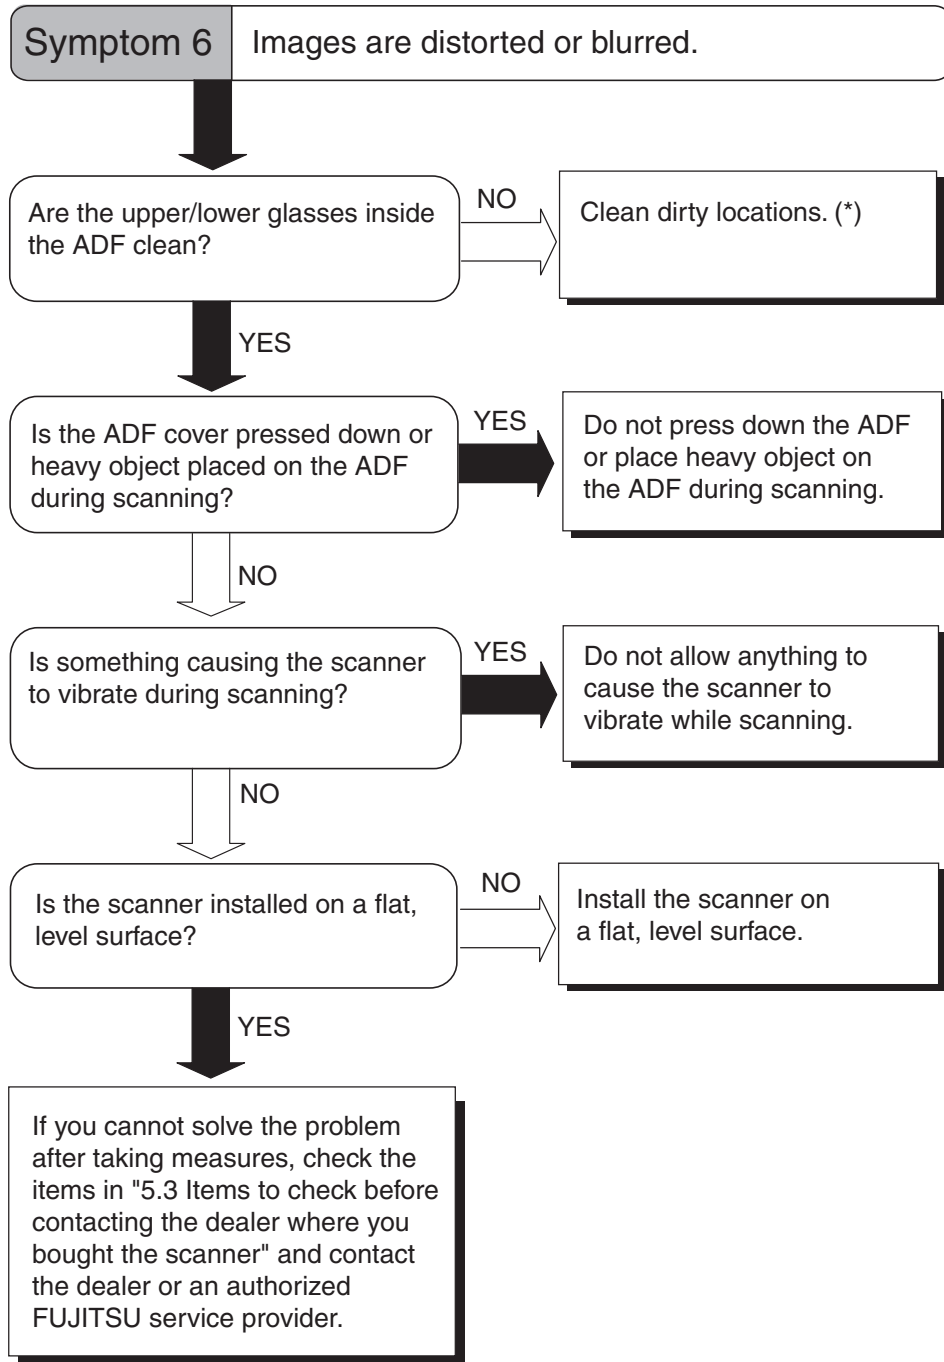 Symptom 6
Images are distorted or blurred.
Are the upper/lower glasses inside
the ADF clean?
NO
Clean dirty locations. (*)
YES
Is the ADF cover pressed down or
heavy object placed on the ADF
during scanning?
YES
Do not press down the ADF
or place heavy object on
the ADF during scanning.
NO
Is something causing the scanner
to vibrate during scanning?
YES
Do not allow anything to
cause the scanner to
vibrate while scanning.
NO
Is the scanner installed on a flat,
level surface?
NO
Install the scanner on
a flat, level surface.
YES
If you cannot solve the problem
after taking measures, check the
items in "5.3 Items to check before
contacting the dealer where you
bought the scanner" and contact
the dealer or an authorized
FUJITSU service provider.